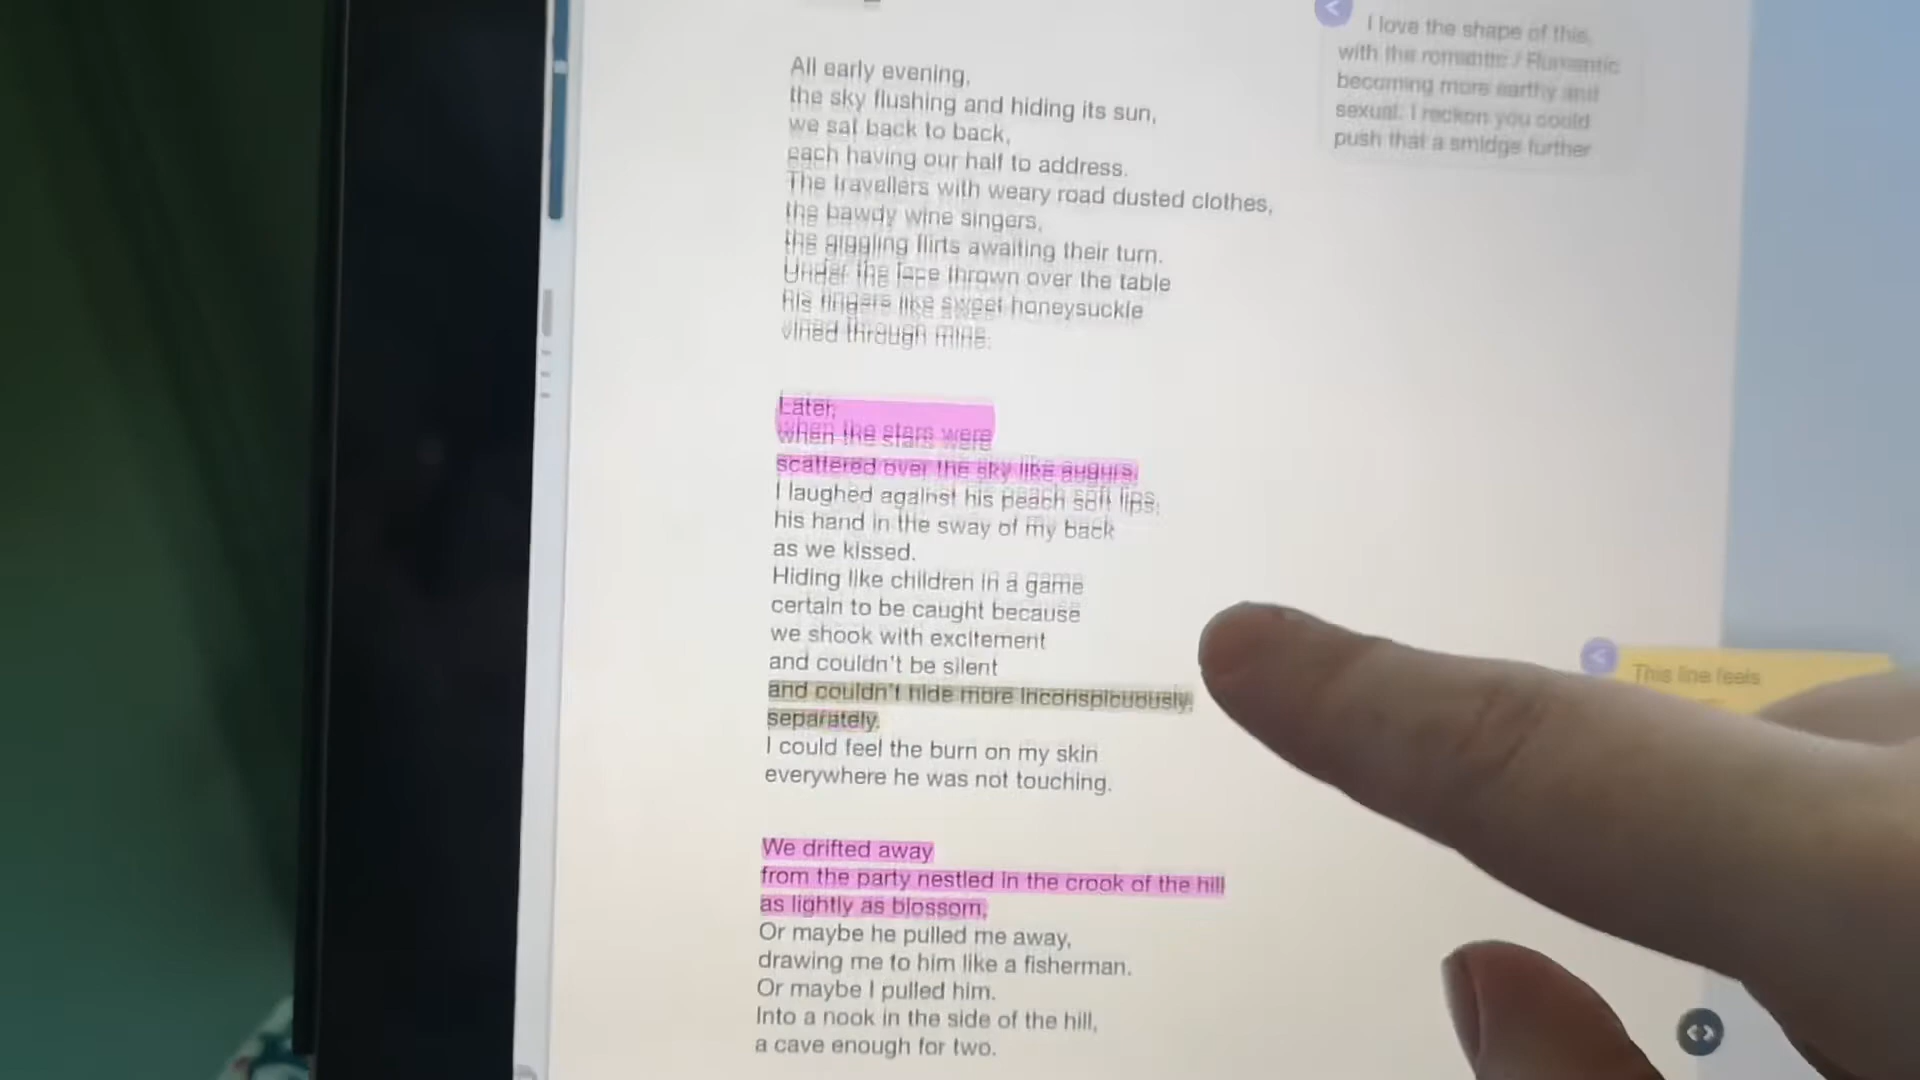 All early evening,
the sky flushing and hiding its sun,
we sat back to back,
each having our half to address.
The travellers with weary road dusted clothes,
the bawdy wine singers,
the giggling flirts awaiting their turn.
Under the lace thrown over the table
his fingers like sweet honeysuckle
vined through mine.
Later,
when the stars were
scattered over the sky like augurs,
I laughed against his peach soft lips,
his hand in the sway of my back
as we kissed.
Hiding like children in a game
certain to be caught because
we shook with excitement
and couldn't be silent
and couldn't hide more inconspicuously,
separately.
I could feel the burn on my skin
everywhere he was not touching.
We drifted away
from the party nestled in the crook of the hill
as lightly as blossom,
Or maybe he pulled me away,
drawing me to him like a fisherman.
Or maybe I pulled him.
Into a nook in the side of the hill,
a cave enough for two.
I love the shape of this,
with the romantic /
becoming more earthy and
sexual. I reckon you could
push that a smidge further
This line feels